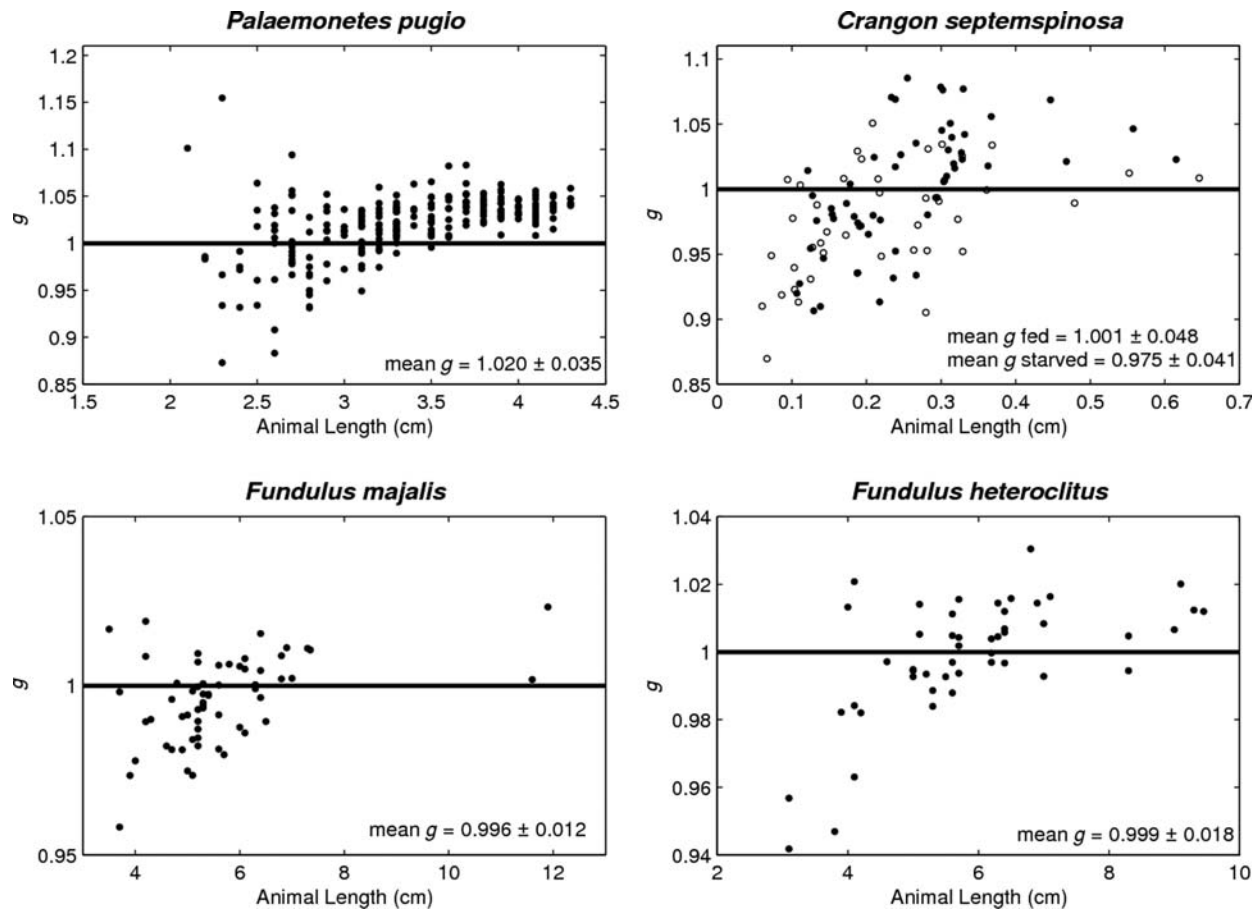 Palaemonetes pugio
1.2
1.15
1.1
1.05
1
0.95
0.9
0.85
g
1.5 2 2.5 3 3.5 4 4.5
Animal Length (cm)
mean g = 1.020 ± 0.035
Crangon septemspinosa
1.1
1.05
1
0.95
0.9
0.85
g
0 0.1 0.2 0.3 0.4 0.5 0.6 0.7
Animal Length (cm)
mean g fed = 1.001 ± 0.048
mean g starved = 0.975 ± 0.041
Fundulus majalis
1.05
1
0.95
g
4 6 8 10 12
Animal Length (cm)
mean g = 0.996 ± 0.012
Fundulus heteroclitus
1.04
1.02
1
0.98
0.96
0.94
g
2 4 6 8 10
Animal Length (cm)
mean g = 0.999 ± 0.018